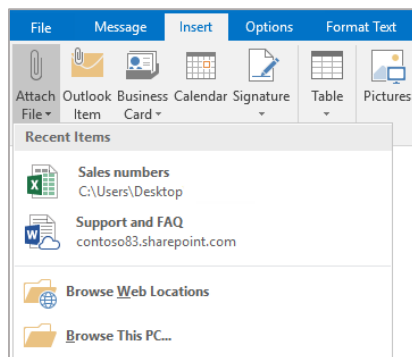 File Message Insert Options Format Text
Attach File Outlook Item Business Card Calendar Signature Table Pictures
Recent Items
Sales numbers
C:\Users\Desktop
Support and FAQ
contoso83.sharepoint.com
Browse Web Locations
Browse This PC...